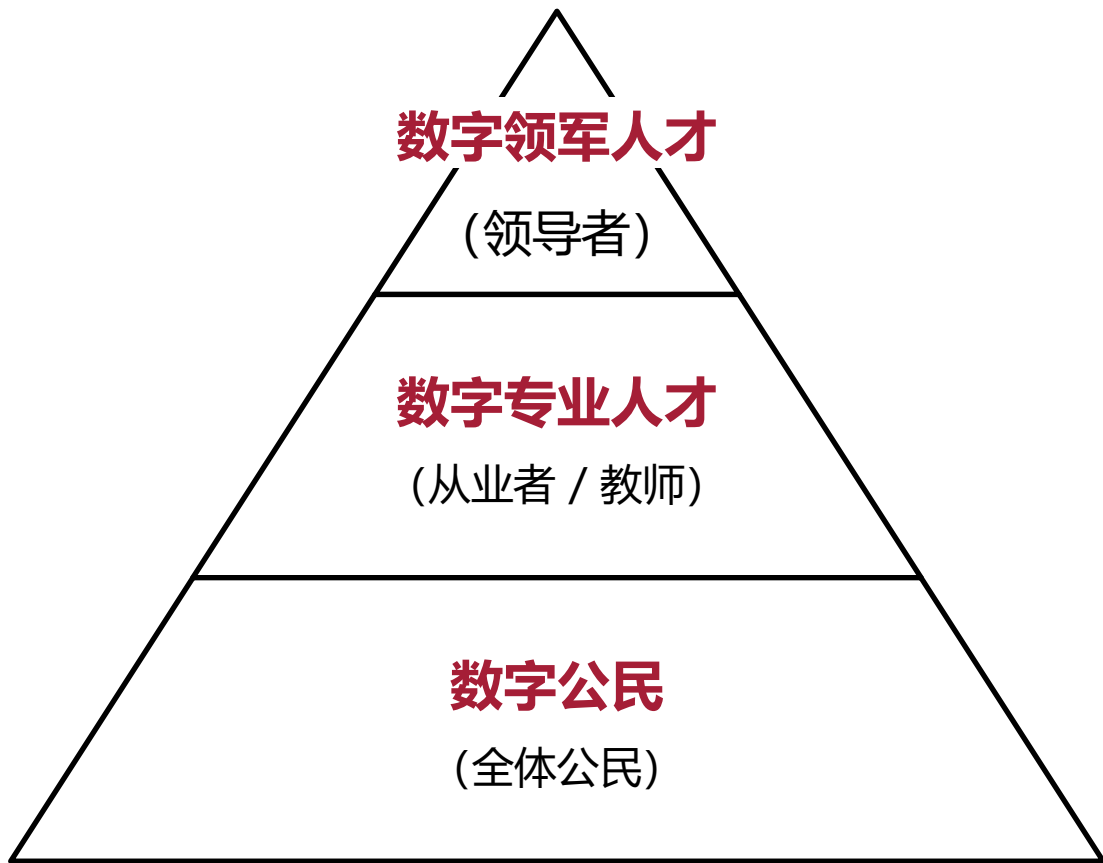 数字领军人才
（领导者）
数字专业人才
（从业者 / 教师）
数字公民
（全体公民）